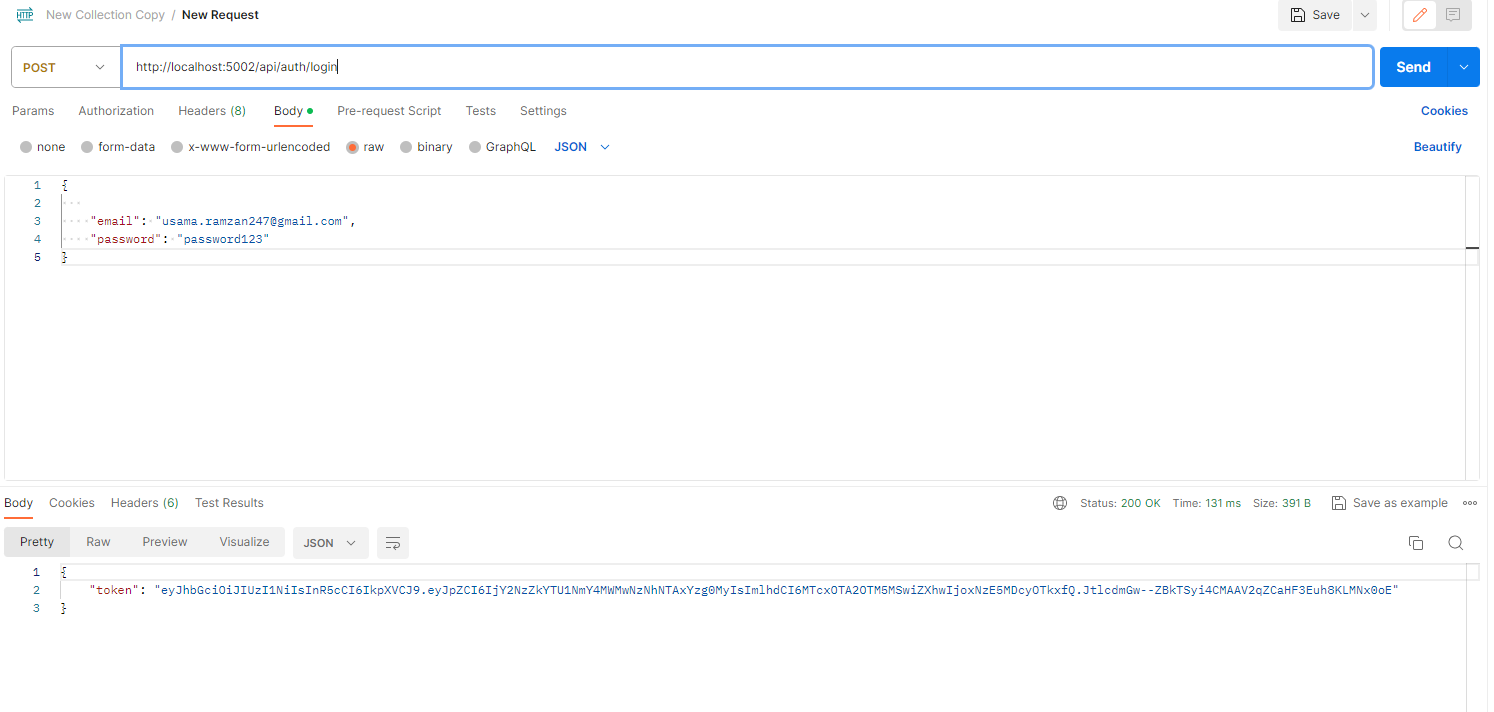 HTTP New Collection Copy / New Request Save
POST http://localhost:5002/api/auth/login Send
Params Authorization Headers (8) Body Pre-request Script Tests Settings Cookies
none form-data x-www-form-urlencoded raw binary GraphQL JSON Beautify
1 {
2
3 "email": "usama.ramzan247@gmail.com",
4 "password": "password123"
5 }
Body Cookies Headers (6) Test Results Status: 200 OK Time: 131 ms Size: 391 B Save as example
Pretty Raw Preview Visualize JSON
1 {
2 "token": "eyJhbGciOiJIUzI1NiIsInR5cCI6IkpXVCJ9.eyJpZCI6IjY2NzZkYTU1NmY4MWMwNzNhNTAxYzg0MyIsImlhdCI6MTcxOTA2OTM5MSwiZXhwIjoxNzE5MDcyOTkxfQ.JtlcdmGw--ZBkTSyi4CMAAV2qZCaHF3Euh8KLMNx0oE"
3 }